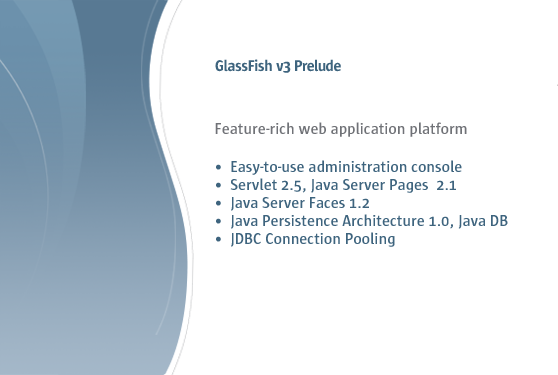 GlassFish v3 Prelude
Feature-rich web application platform
• Easy-to-use administration console
• Servlet 2.5, Java Server Pages  2.1
• Java Server Faces 1.2
• Java Persistence Architecture 1.0, Java DB
• JDBC Connection Pooling